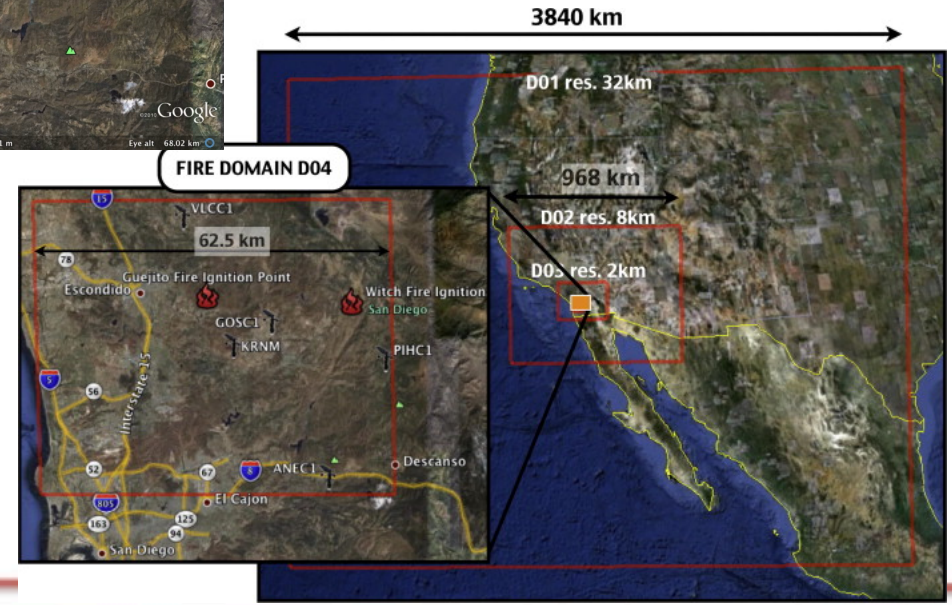 ©2010 Google
1 m
Eye alt 68.02 km
3840 km
D01 res. 32km
968 km
D02 res. 8km
D03 res. 2km
FIRE DOMAIN D04
15
VLCC1
62.5 km
78
Guejito Fire Ignition Point
Escondido
Witch Fire Ignition
San Diego
GOSC1
KRNM
PIHC1
5
Interstate 15
56
52
67
8
ANEC1
Descanso
805
El Cajon
163
125
94
San Diego